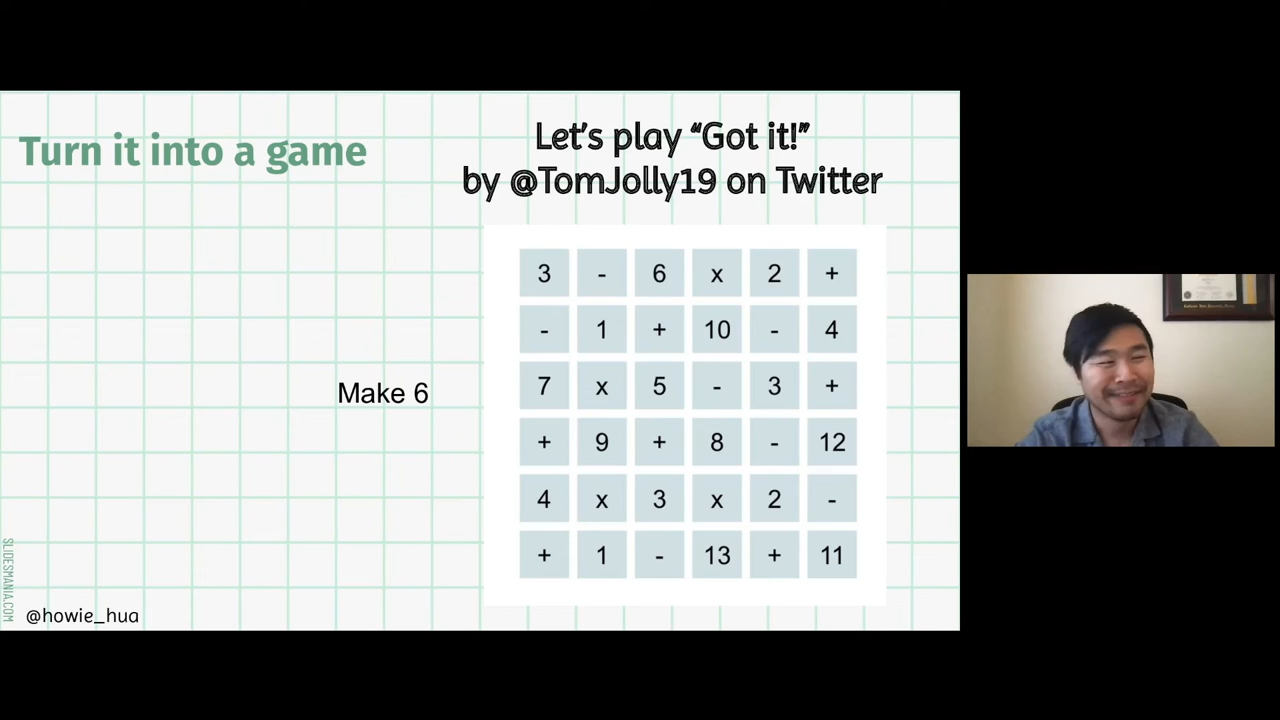 Turn it into a game
Let's play “Got it!”
by @TomJolly19 on Twitter
3 - 6 x 2 +
- 1 + 10 - 4
7 x 5 - 3 +
+ 9 + 8 - 12
4 x 3 x 2 -
+ 1 - 13 + 11
Make 6
SLIDESMANIA.COM
@howie_hua